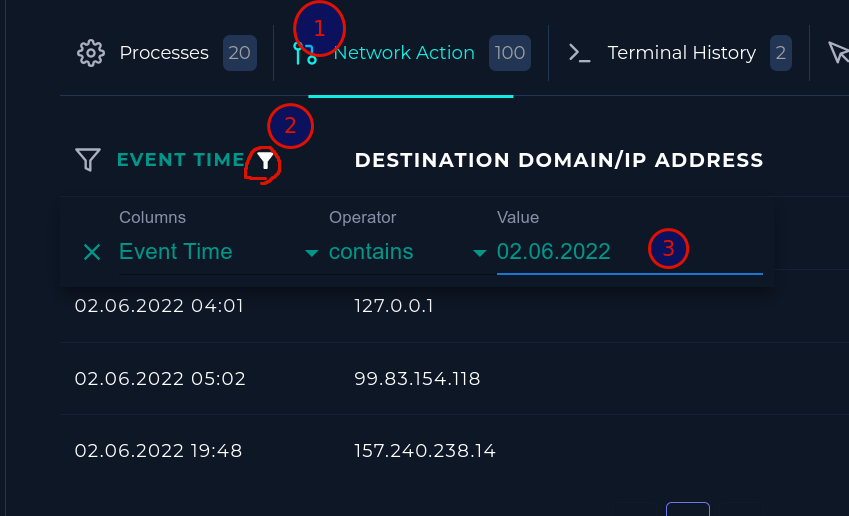 1
Processes 20 Network Action 100 Terminal History 2
2
EVENT TIME DESTINATION DOMAIN/IP ADDRESS
Columns Operator Value
Event Time contains 02.06.2022 3
02.06.2022 04:01 127.0.0.1
02.06.2022 05:02 99.83.154.118
02.06.2022 19:48 157.240.238.14